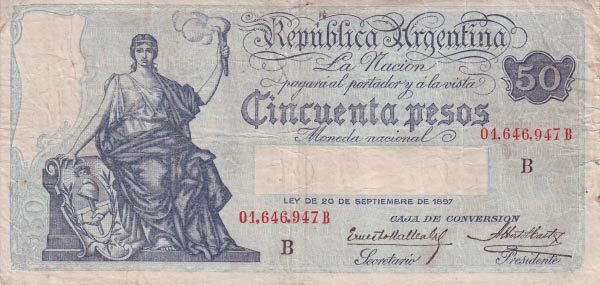 República Argentina
La Nación
pagará al portador y á la vista
50
Cincuenta pesos
Moneda nacional
01.646.947 B
B
LEY DE 20 DE SEPTIEMBRE DE 1897
01.646.947 B
CAJA DE CONVERSION
B
Secretario
Presidente
50